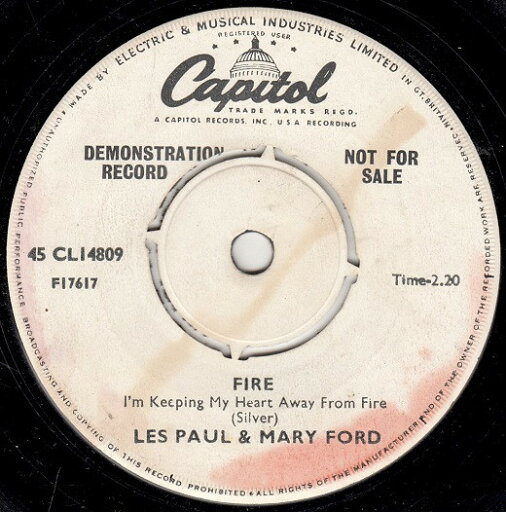 MADE BY ELECTRIC & MUSICAL INDUSTRIES LIMITED IN GT. BRITAIN • ALL RIGHTS OF THE MANUFACTURER AND OF THE OWNER OF THE RECORDED WORK ARE RESERVED
UNAUTHORIZED PUBLIC PERFORMANCE BROADCASTING AND COPYING OF THIS RECORD PROHIBITED
REGISTERED USER
Capitol
TRADE MARKS REGD.
A CAPITOL RECORDS, INC., U.S.A. RECORDING
DEMONSTRATION
RECORD
NOT FOR
SALE
45 CL14809
F17617
Time-2.20
FIRE
I'm Keeping My Heart Away From Fire
(Silver)
LES PAUL & MARY FORD